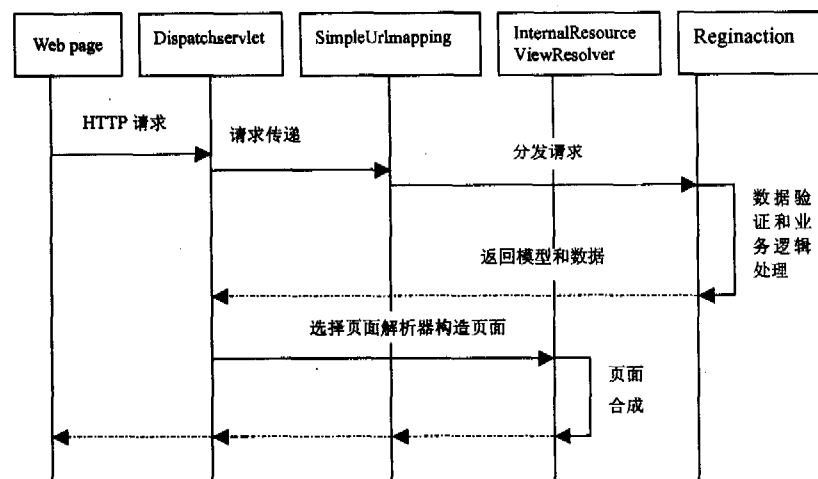 Web page
Dispatchservlet
SimpleUrlmapping
InternalResource
ViewResolver
Reginaction
HTTP 请求
请求传递
分发请求
数据验
证和业
务逻辑
处理
返回模型和数据
选择页面解析器构造页面
页面
合成